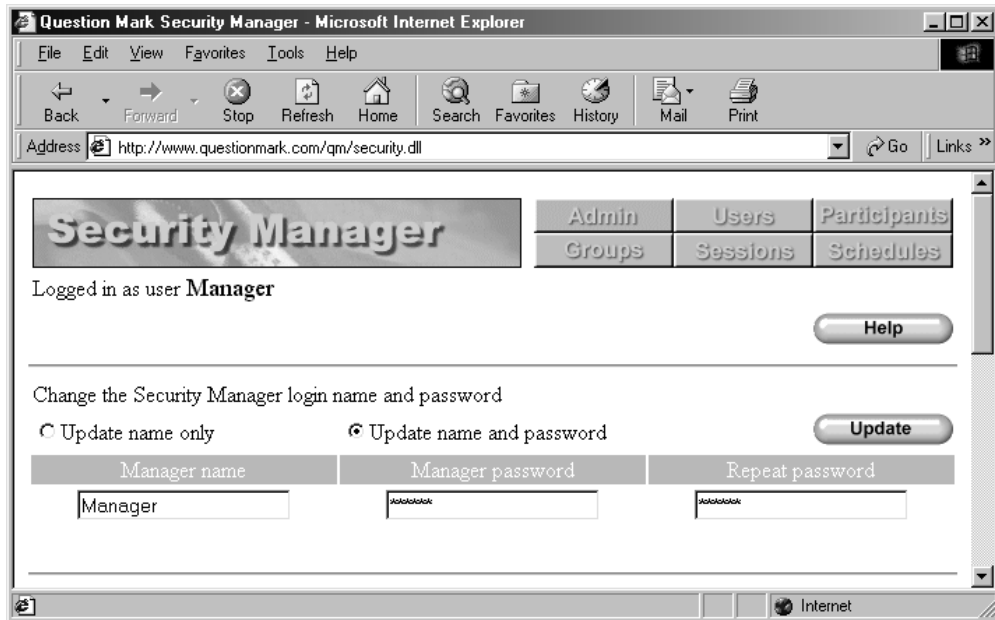 Question Mark Security Manager - Microsoft Internet Explorer
File Edit View Favorites Tools Help
Back Forward Stop Refresh Home Search Favorites History Mail Print
Address http://www.questionmark.com/qm/security.dll Go Links »
Security Manager
Admin Users Participants
Groups Sessions Schedules
Logged in as user Manager
Help
Change the Security Manager login name and password
Update name only Update name and password Update
Manager name Manager password Repeat password
Manager ******* *******
Internet